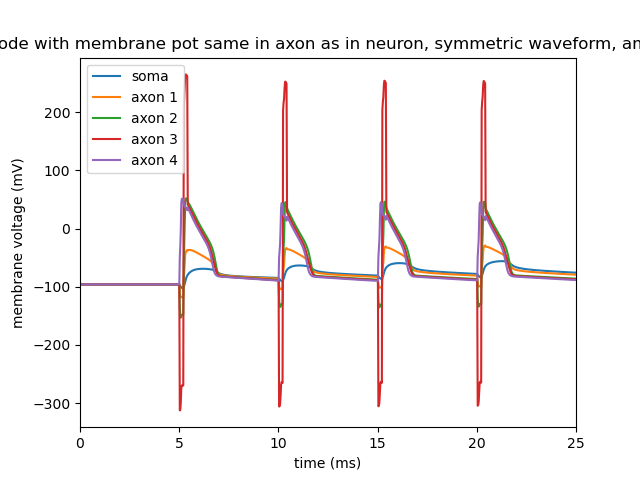 ode with membrane pot same in axon as in neuron, symmetric waveform, an
soma
axon 1
axon 2
axon 3
axon 4
200
100
0
−100
−200
−300
membrane voltage (mV)
0 5 10 15 20 25
time (ms)